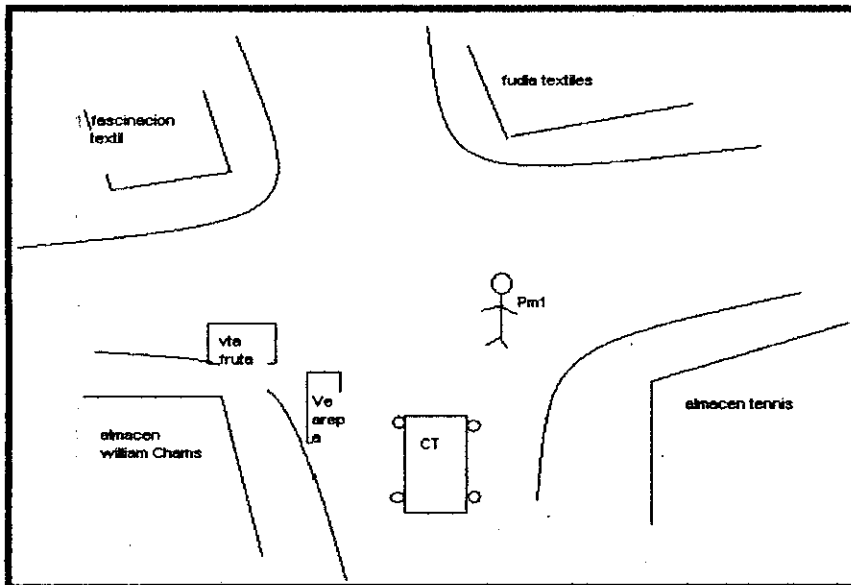 fascinacion
textil
fudia textiles
Pm1
vta
fruta
Ve
arep
a
CT
almacen
william Chams
almacen tennis